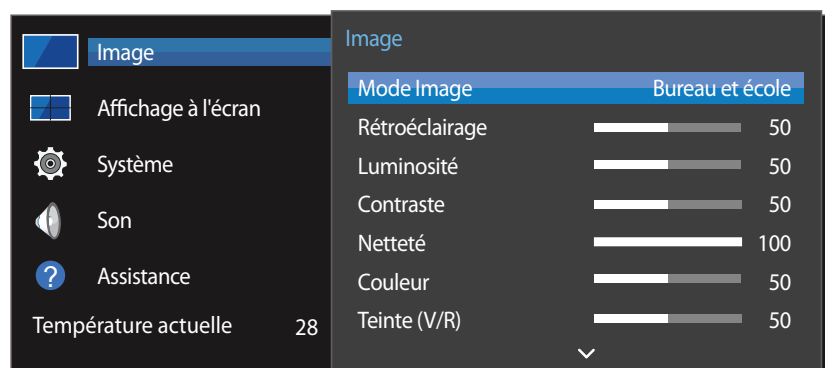 Image
Affichage à l'écran
Système
Son
? Assistance
Température actuelle 28
Image
Mode Image Bureau et école
Rétroéclairage 50
Luminosité 50
Contraste 50
Netteté 100
Couleur 50
Teinte (V/R) 50